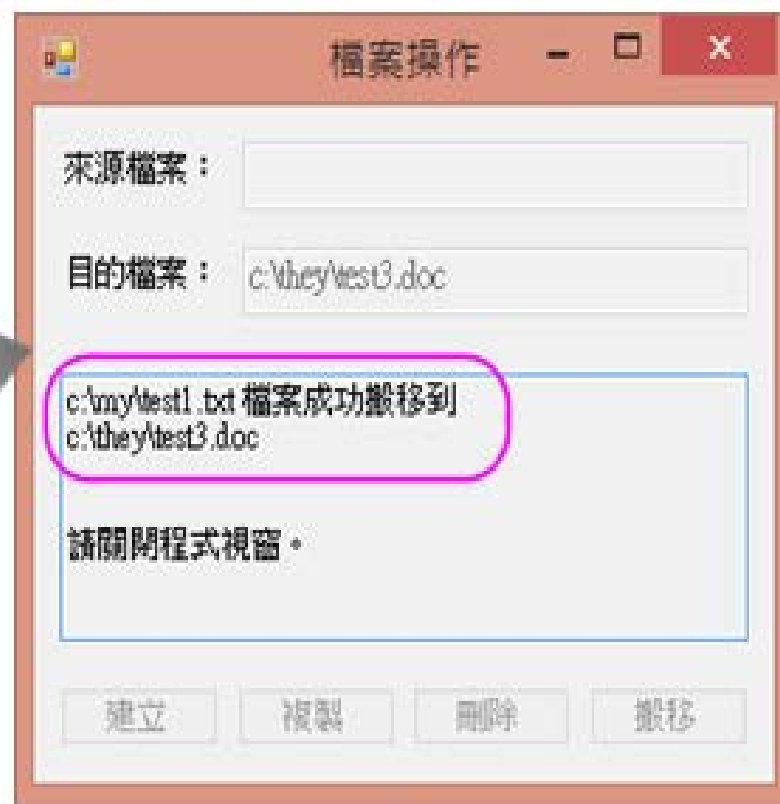 檔案操作
來源檔案：
目的檔案： c:\they\test3.doc
c:\my\test1.txt 檔案成功搬移到
c:\they\test3.doc
請關閉程式視窗。
建立 複製 刪除 搬移